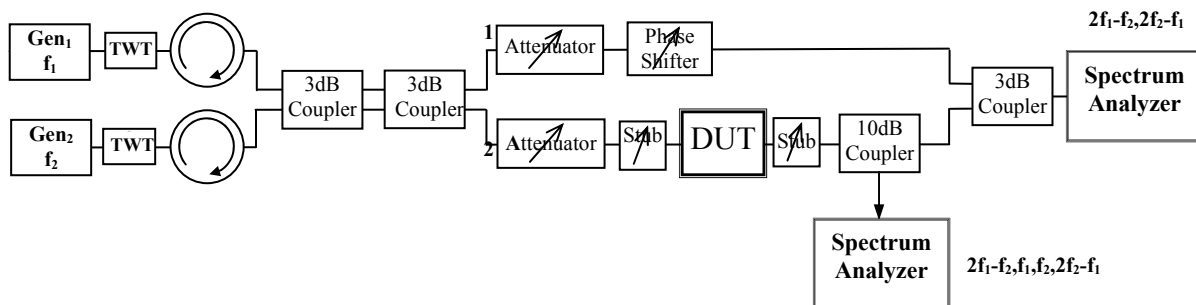 2f₁-f₂,2f₂-f₁
Gen₁
f₁
TWT
1
Attenuator
Phase
Shifter
3dB
Coupler
3dB
Coupler
3dB
Coupler
Spectrum
Analyzer
Gen₂
f₂
TWT
2
Attenuator
Stub
DUT
Stub
10dB
Coupler
Spectrum
Analyzer
2f₁-f₂,f₁,f₂,2f₂-f₁